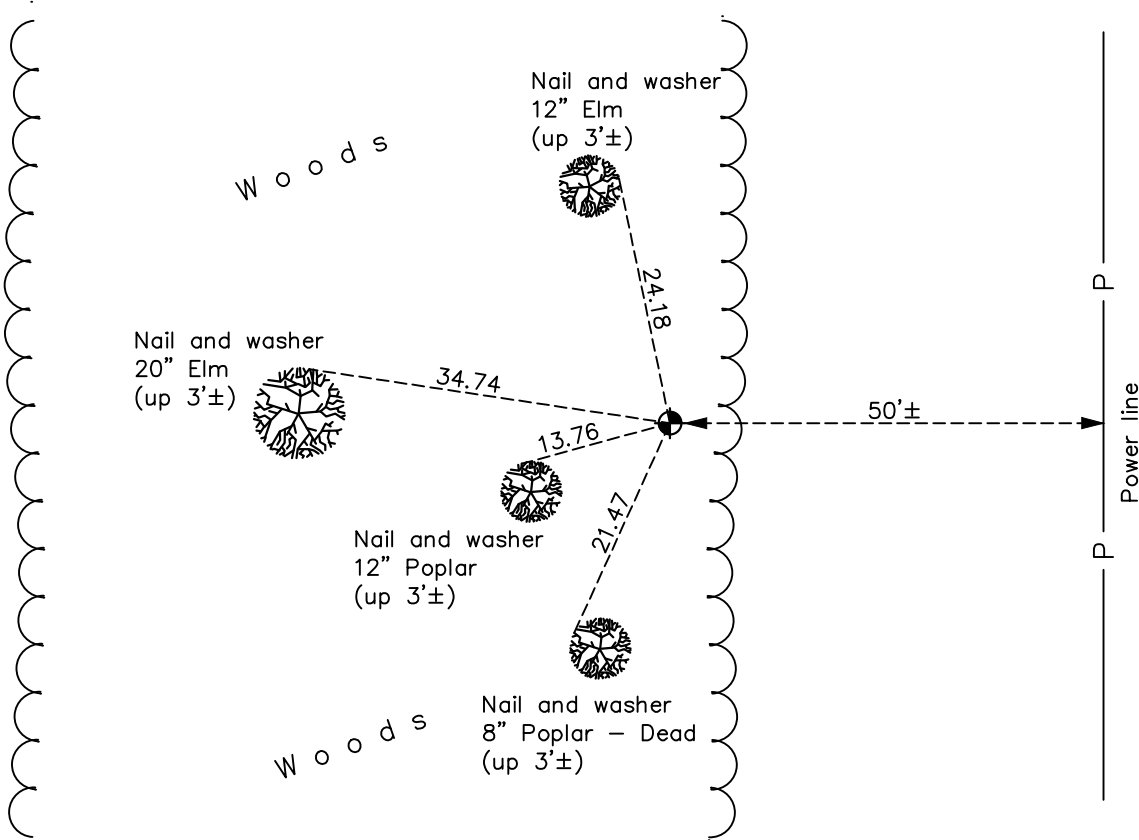 Nail and washer
12” Elm
(up 3’±)
Woods
24.18
P
Nail and washer
20” Elm
(up 3’±)
34.74
50’±
Power line
13.76
21.47
Nail and washer
12” Poplar
(up 3’±)
P
Nail and washer
8” Poplar – Dead
(up 3’±)
Woods